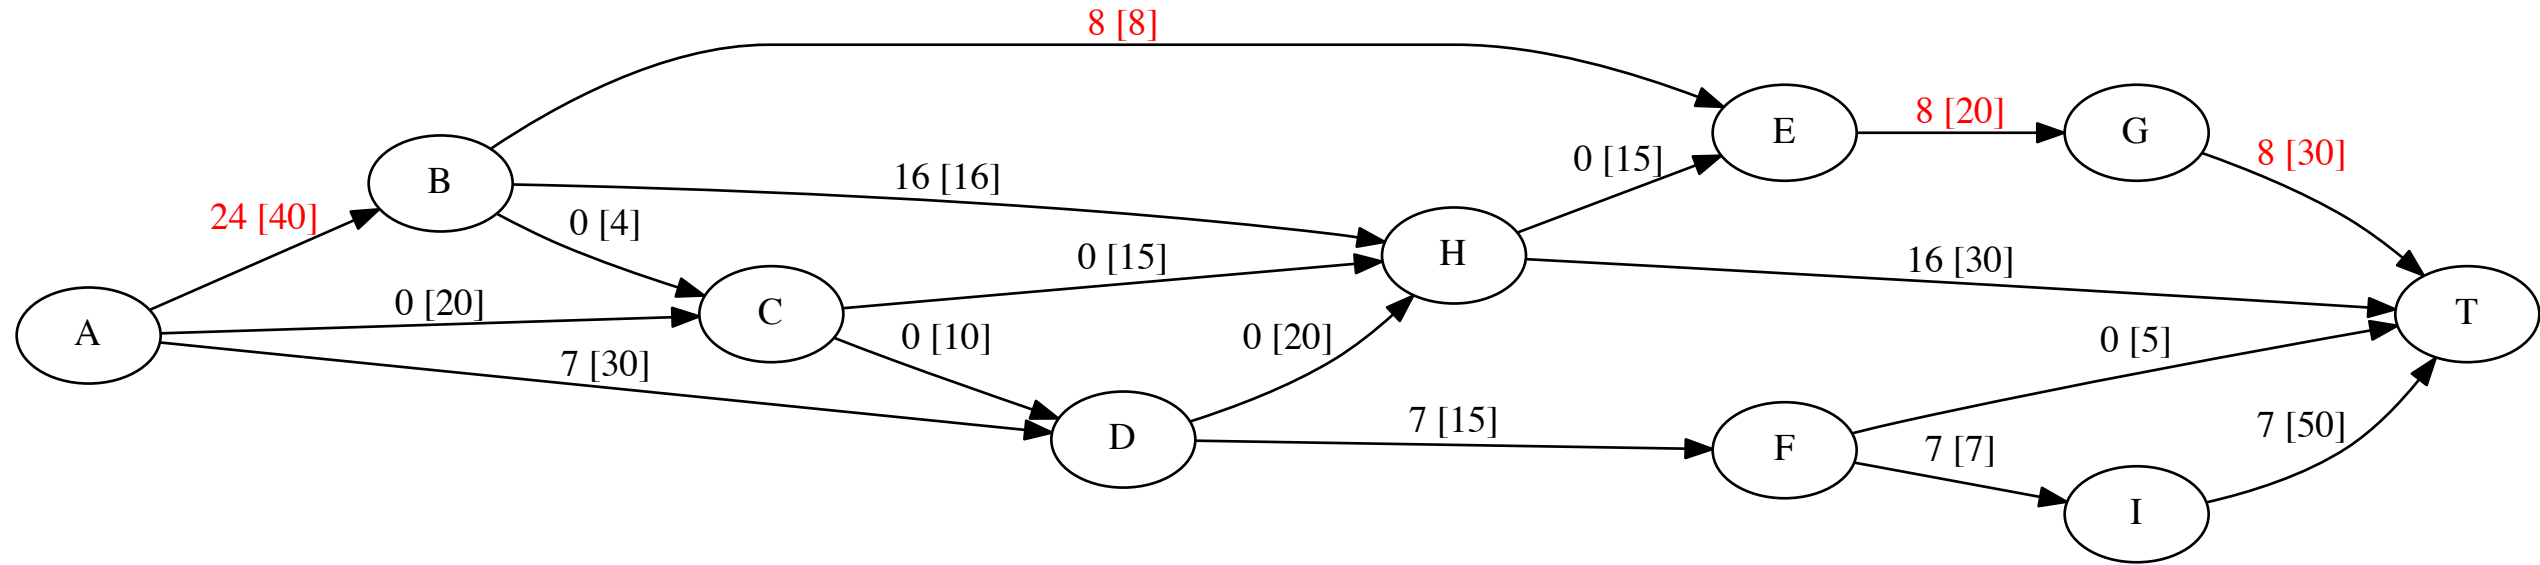 8 [8]
8 [20]
E
G
8 [30]
0 [15]
16 [16]
B
24 [40]
0 [4]
H
0 [15]
16 [30]
0 [20]
C
T
A
0 [10]
0 [20]
0 [5]
7 [30]
D
7 [15]
F
7 [7]
7 [50]
I